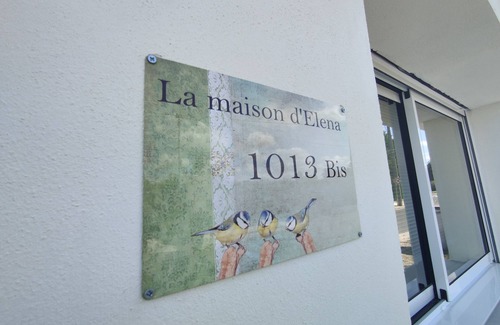 La maison d'Elena
1013 Bis